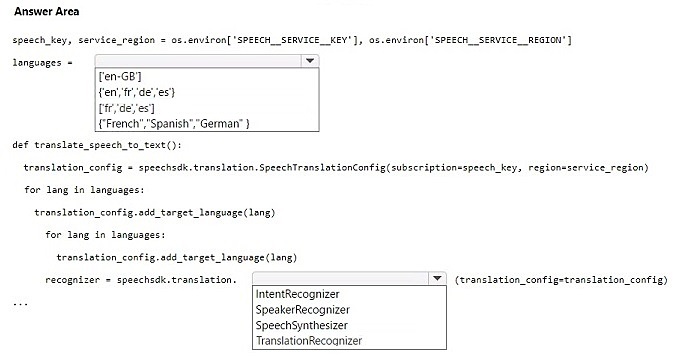 Answer Area
speech_key, service_region = os.environ['SPEECH__SERVICE__KEY'], os.environ['SPEECH__SERVICE__REGION']
languages =
['en-GB']
{'en','fr','de','es'}
['fr','de','es']
{"French","Spanish","German" }
def translate_speech_to_text():
translation_config = speechsdk.translation.SpeechTranslationConfig(subscription=speech_key, region=service_region)
for lang in languages:
translation_config.add_target_language(lang)
for lang in languages:
translation_config.add_target_language(lang)
recognizer = speechsdk.translation. (translation_config=translation_config)
...
IntentRecognizer
SpeakerRecognizer
SpeechSynthesizer
TranslationRecognizer